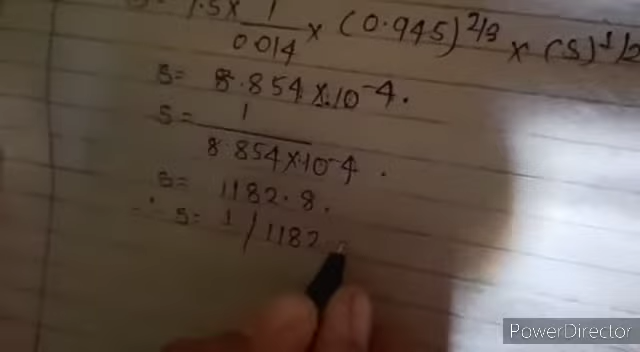 1.5 x 1/0.014 x (0.945)^2/3 x (S)^1/2
S = 8.854 x 10^-4.
S = 1/8.854 x 10^-4.
S = 1182.8.
∴ S = 1/1182
PowerDirector